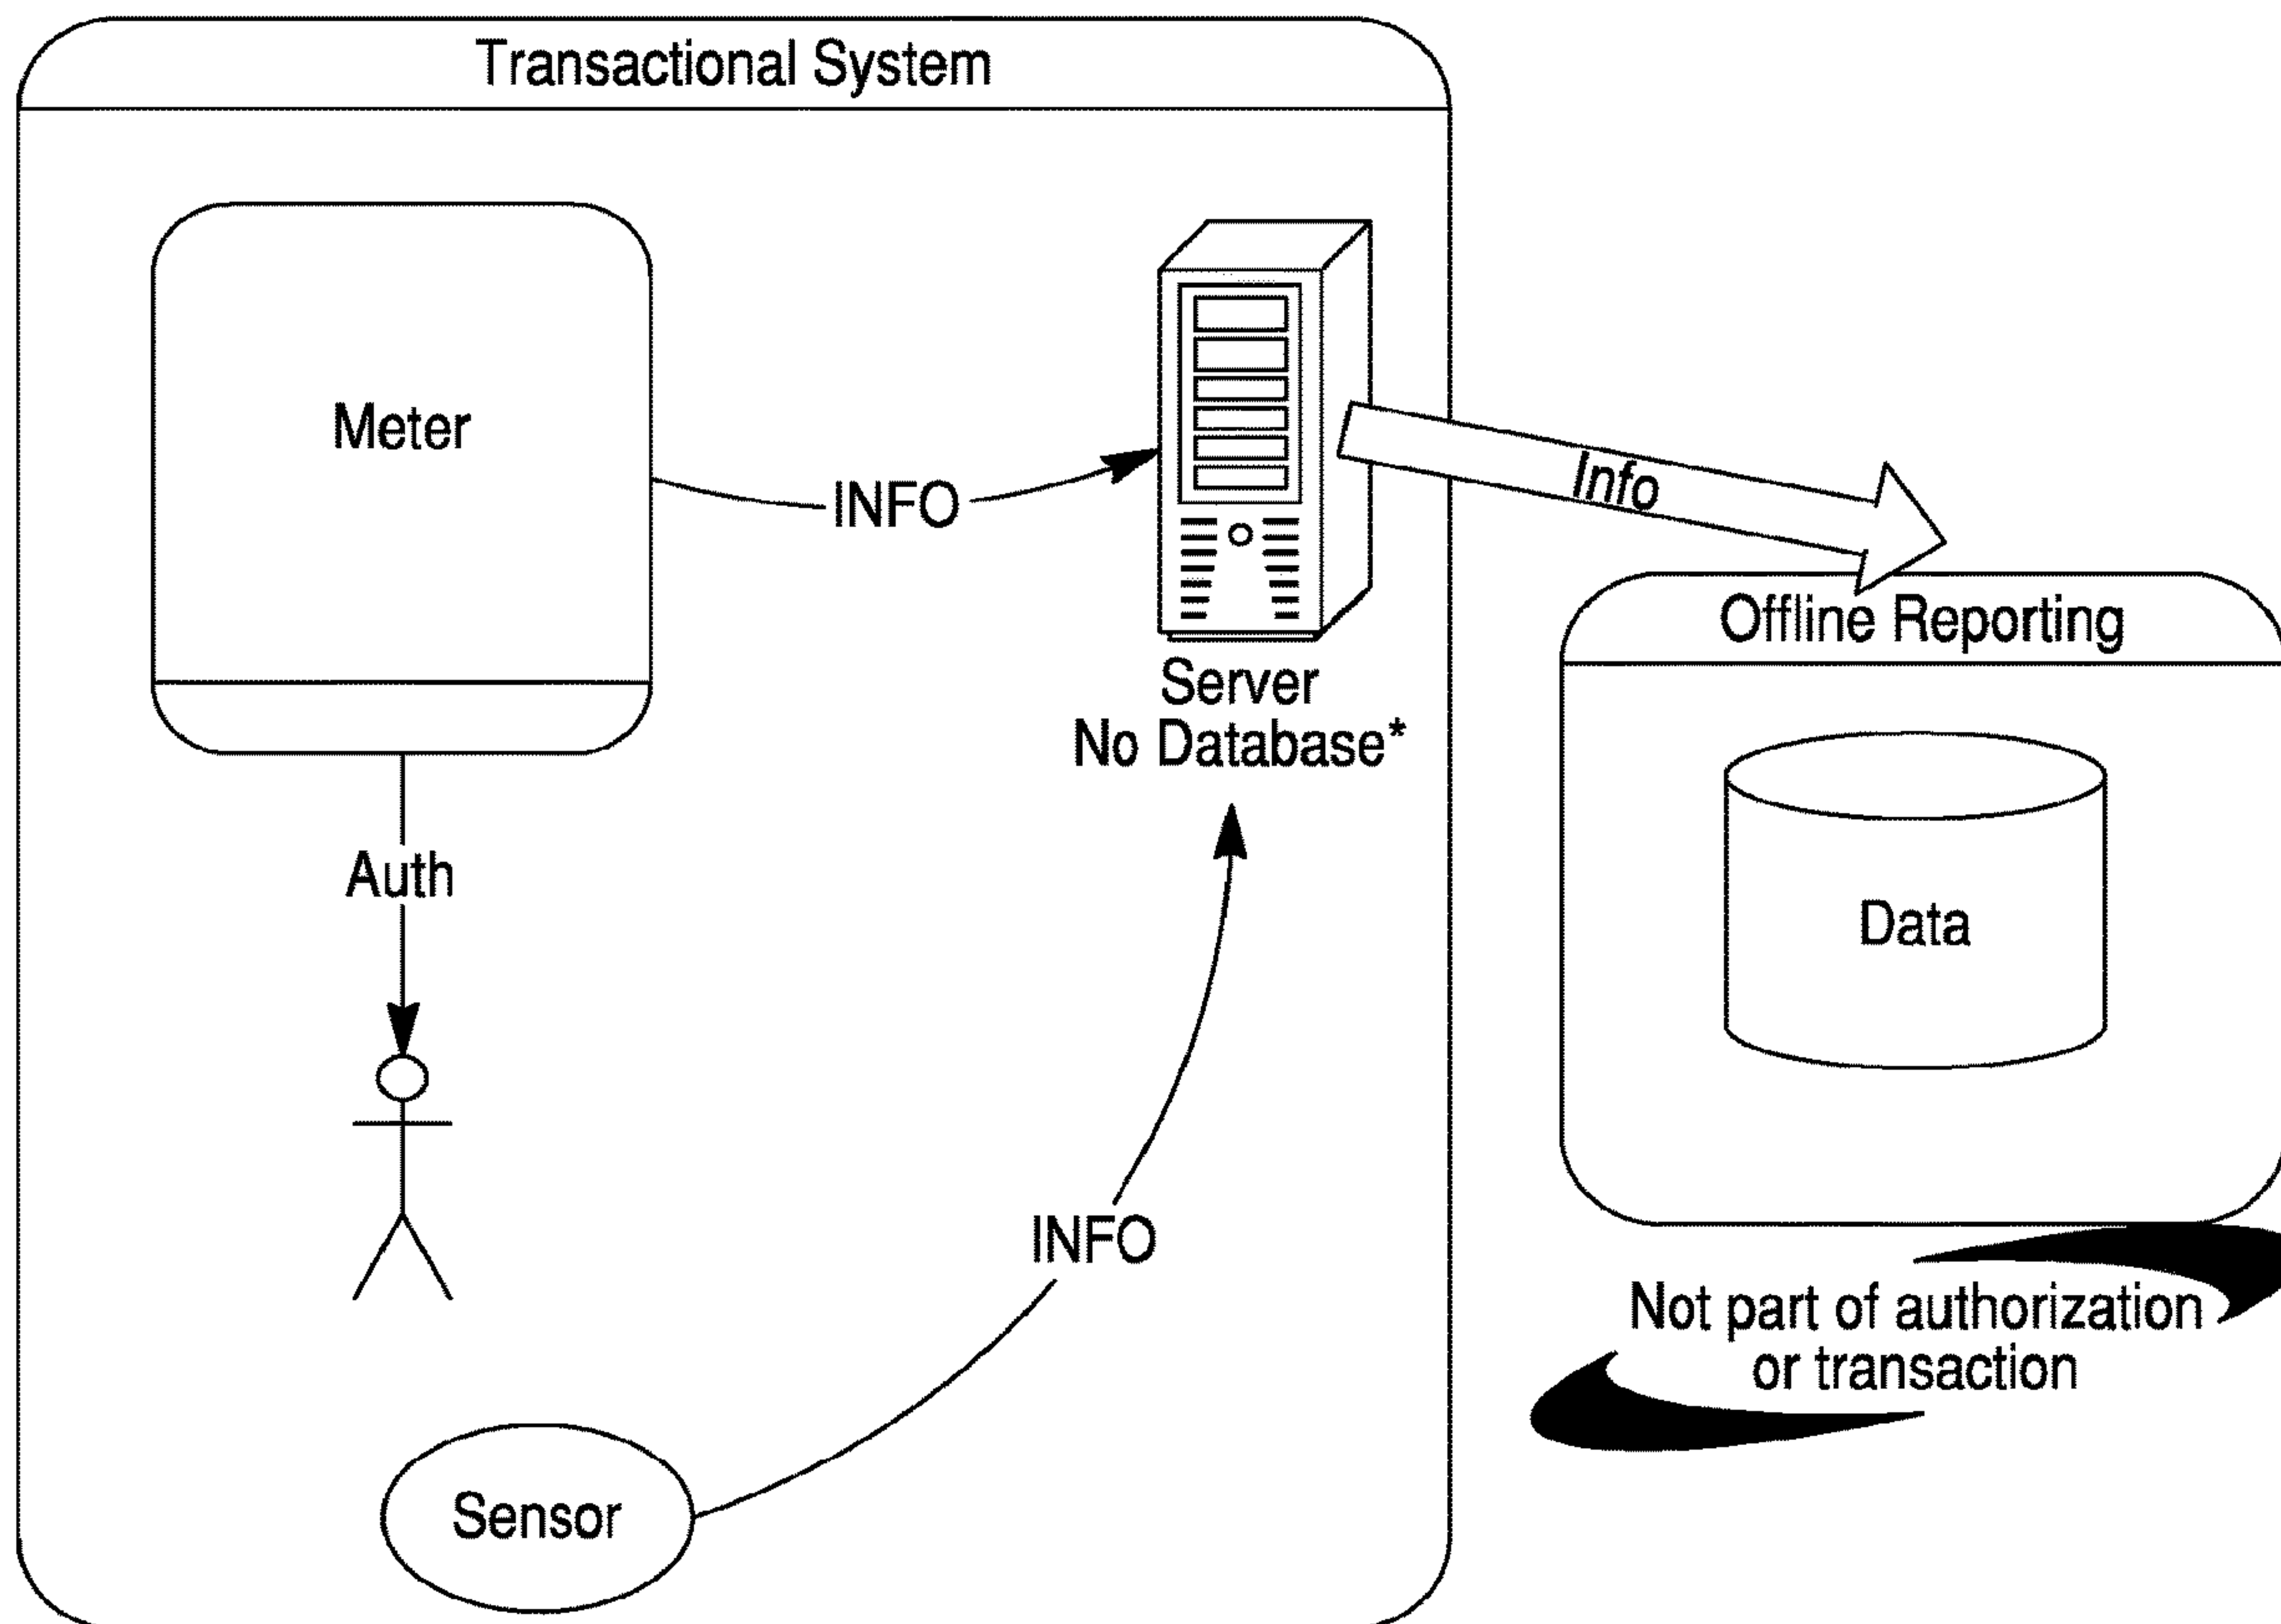 Transactional System
Meter
INFO
Info
Server
No Database*
Offline Reporting
Data
Auth
INFO
Not part of authorization
or transaction
Sensor